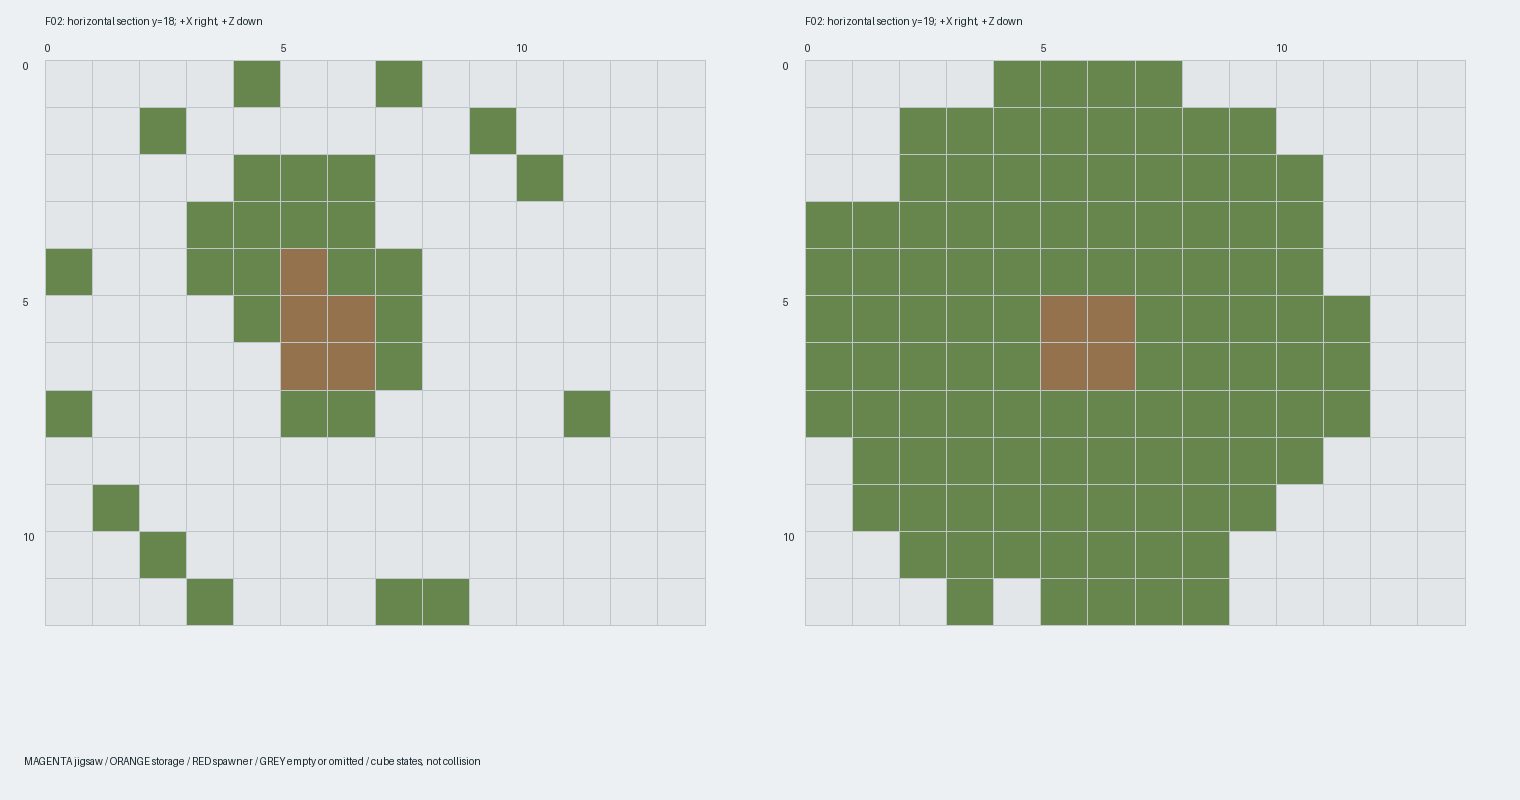 F02: horizontal section y=18; +X right, +Z down
F02: horizontal section y=19; +X right, +Z down
0 5 10
0 5 10
0
0
5
5
10
10
MAGENTA jigsaw / ORANGE storage / RED spawner / GREY empty or omitted / cube states, not collision